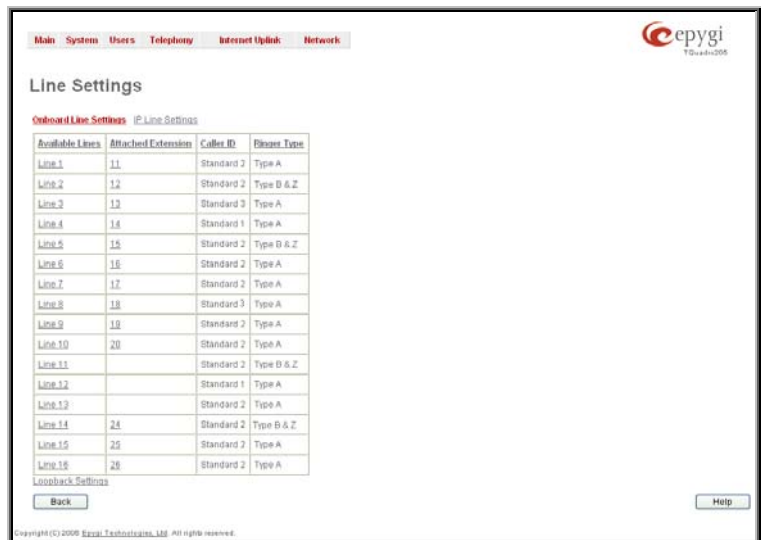 Main System Users Telephony Internet Uplink Network
epygi
Line Settings
Onboard Line Settings IP Line Settings
Available Lines Attached Extension Caller ID Ringer Type
Line 1 11 Standard 2 Type A
Line 2 12 Standard 2 Type B & Z
Line 3 13 Standard 3 Type A
Line 4 14 Standard 1 Type A
Line 5 15 Standard 2 Type B & Z
Line 6 16 Standard 2 Type A
Line 7 17 Standard 2 Type A
Line 8 18 Standard 3 Type A
Line 9 19 Standard 2 Type A
Line 10 20 Standard 2 Type A
Line 11 Standard 2 Type B & Z
Line 12 Standard 1 Type A
Line 13 Standard 2 Type A
Line 14 24 Standard 2 Type B & Z
Line 15 25 Standard 2 Type A
Line 16 26 Standard 2 Type A
Loopback Settings
Back Help
Copyright (C) 2006 Epygi Technologies, Ltd. All rights reserved.